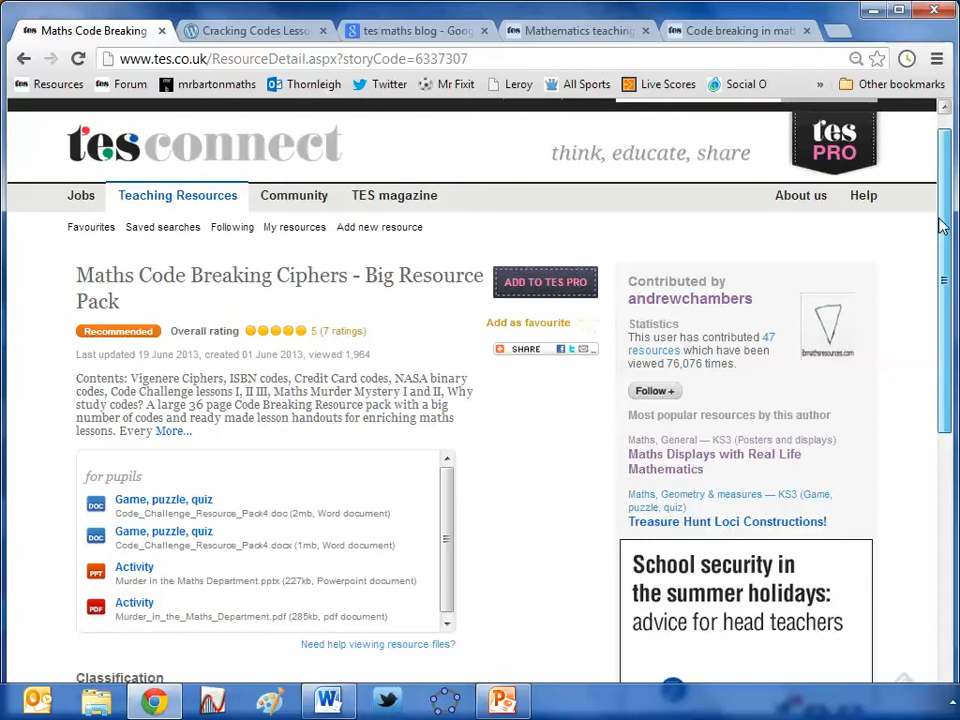 Maths Code Breaking
Cracking Codes Lesso
tes maths blog - Goog
Mathematics teaching
Code breaking in mat
www.tes.co.uk/ResourceDetail.aspx?storyCode=6337307
Resources
Forum
mrbartonmaths
Thornleigh
Twitter
Mr Fixit
Leroy
All Sports
Live Scores
Social O
»
Other bookmarks
tes connect
think, educate, share
tes PRO
Jobs
Teaching Resources
Community
TES magazine
About us
Help
Favourites
Saved searches
Following
My resources
Add new resource
Maths Code Breaking Ciphers - Big Resource
Pack
ADD TO TES PRO
Recommended
Overall rating
5 (7 ratings)
Add as favourite
SHARE
Last updated 19 June 2013, created 01 June 2013, viewed 1,964
Contents: Vigenere Ciphers, ISBN codes, Credit Card codes, NASA binary
codes, Code Challenge lessons I, II III, Maths Murder Mystery I and II, Why
study codes? A large 36 page Code Breaking Resource pack with a big
number of codes and ready made lesson handouts for enriching maths
lessons. Every More...
for pupils
DOC Game, puzzle, quiz
Code_Challenge_Resource_Pack4.doc (2mb, Word document)
DOC Game, puzzle, quiz
Code_Challenge_Resource_Pack4.docx (1mb, Word document)
PPT Activity
Murder in the Maths Department.pptx (227kb, Powerpoint document)
PDF Activity
Murder_in_the_Maths_Department.pdf (285kb, pdf document)
Need help viewing resource files?
Classification
Contributed by
andrewchambers
Statistics
This user has contributed 47
resources which have been
viewed 76,076 times.
ibmathsresources.com
Follow +
Most popular resources by this author
Maths, General — KS3 (Posters and displays)
Maths Displays with Real Life
Mathematics
Maths, Geometry & measures — KS3 (Game,
puzzle, quiz)
Treasure Hunt Loci Constructions!
School security in
the summer holidays:
advice for head teachers